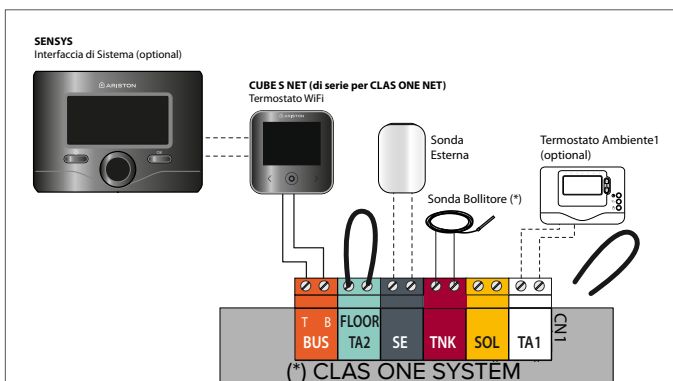 SENSYS
Interfaccia di Sistema (optional)
ARISTON
OK
CUBE S NET (di serie per CLAS ONE NET)
Termostato WiFi
ARISTON
Sonda
Esterna
Termostato Ambiente1
(optional)
Sonda Bollitore (*)
T B
BUS
FLOOR
TA2
SE
TNK
SOL
TA1
CN1
(*) CLAS ONE SYSTEM